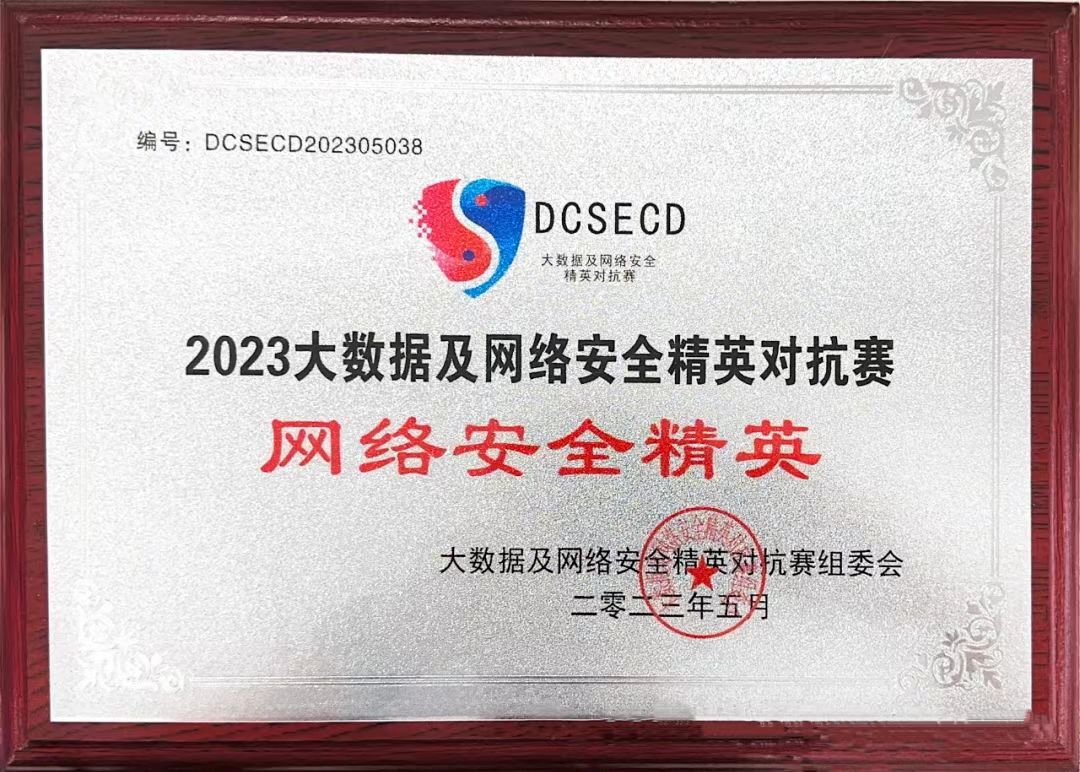 编号：DCSECD202305038
DCSECD
大数据及网络安全
精英对抗赛
2023大数据及网络安全精英对抗赛
网络安全精英
大数据及网络安全精英对抗赛组委会
二零二三年五月